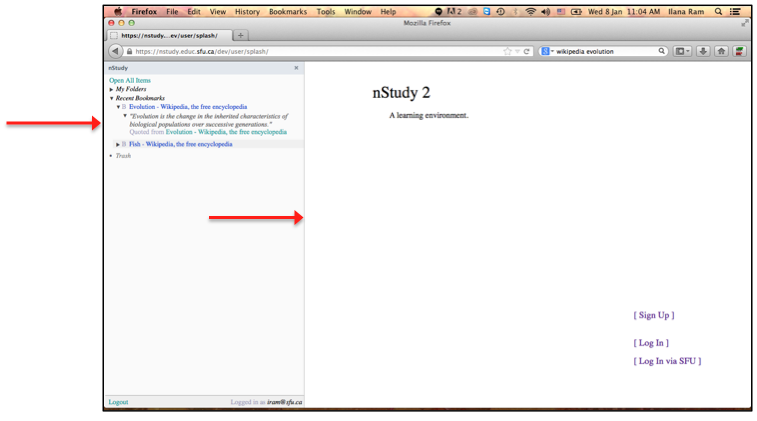 Firefox File Edit View History Bookmarks Tools Window Help 2 Wed 8 Jan 11:04 AM Ilana Ram
Mozilla Firefox
https://nstudy....ev/user/splash/
https://nstudy.educ.sfu.ca/dev/user/splash/ wikipedia evolution
nStudy
Open All Items
My Folders
Recent Bookmarks
Evolution - Wikipedia, the free encyclopedia
"Evolution is the change in the inherited characteristics of
biological populations over successive generations."
Quoted from Evolution - Wikipedia, the free encyclopedia
Fish - Wikipedia, the free encyclopedia
Trash
nStudy 2
A learning environment.
[ Sign Up ]
[ Log In ]
[ Log In via SFU ]
Logout Logged in as iram@sfu.ca